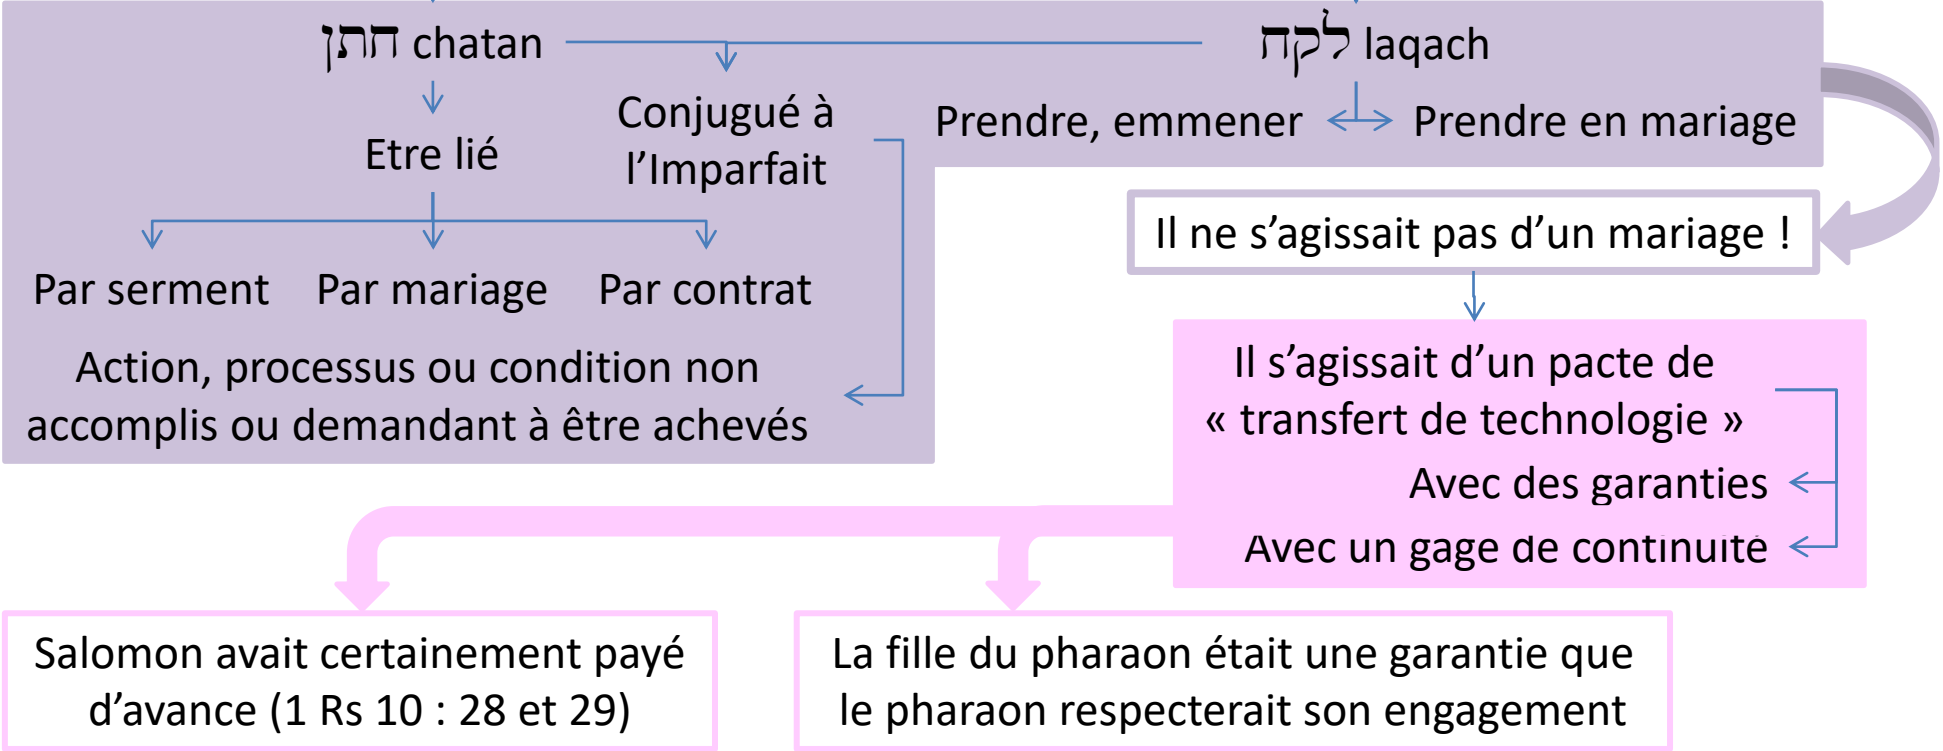 חתן chatan
לקח laqach
Conjugué à
l’Imparfait
Prendre, emmener
Prendre en mariage
Etre lié
Par serment
Par mariage
Par contrat
Action, processus ou condition non
accomplis ou demandant à être achevés
Il ne s’agissait pas d’un mariage !
Il s’agissait d’un pacte de
« transfert de technologie »
Avec des garanties
Avec un gage de continuité
Salomon avait certainement payé
d’avance (1 Rs 10 : 28 et 29)
La fille du pharaon était une garantie que
le pharaon respecterait son engagement